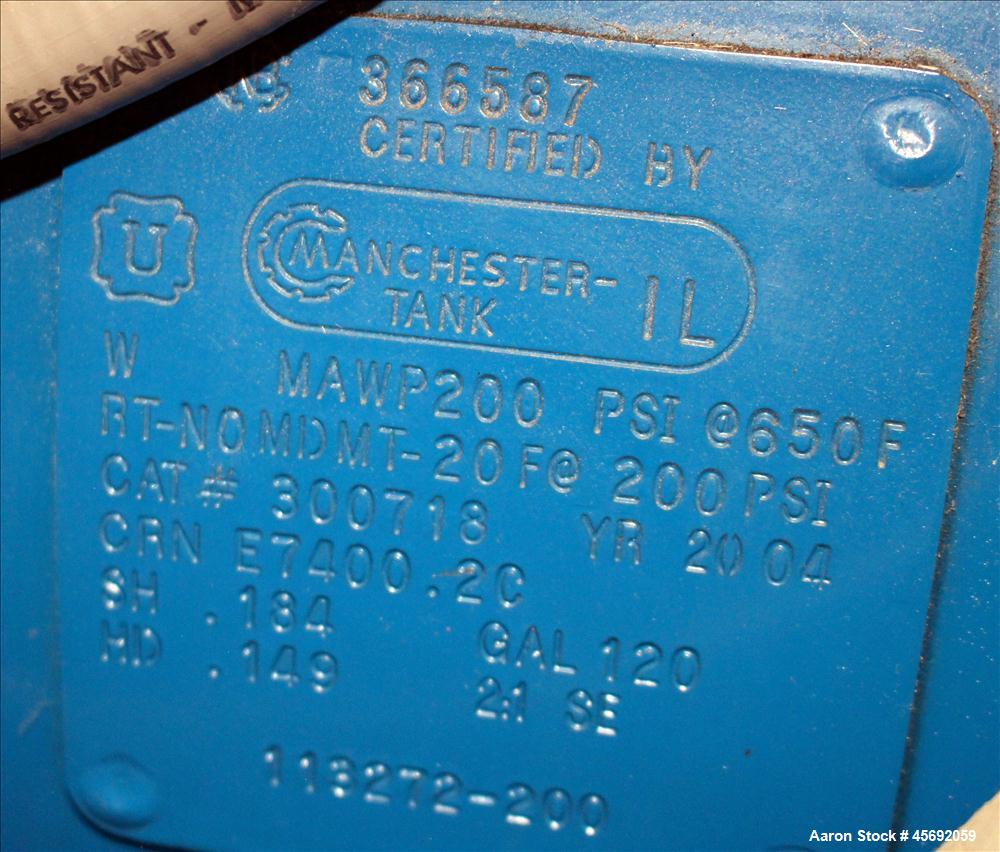 RESISTANT -
366587
CERTIFIED BY
U
MANCHESTER-
TANK
IL
W MAWP200 PSI @650F
RT-NO MDMT-20F@ 200PSI
CAT# 300718 YR 2004
CRN E7400.2C
SH .184 GAL 120
HD .149 2:1 SE
113272-200
Aaron Stock # 45692059